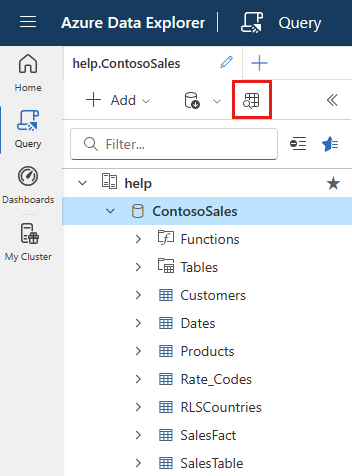 Azure Data Explorer Query
help.ContosoSales
Home
Add
Query
Filter...
Dashboards
help
My Cluster
ContosoSales
Functions
Tables
Customers
Dates
Products
Rate_Codes
RLSCountries
SalesFact
SalesTable